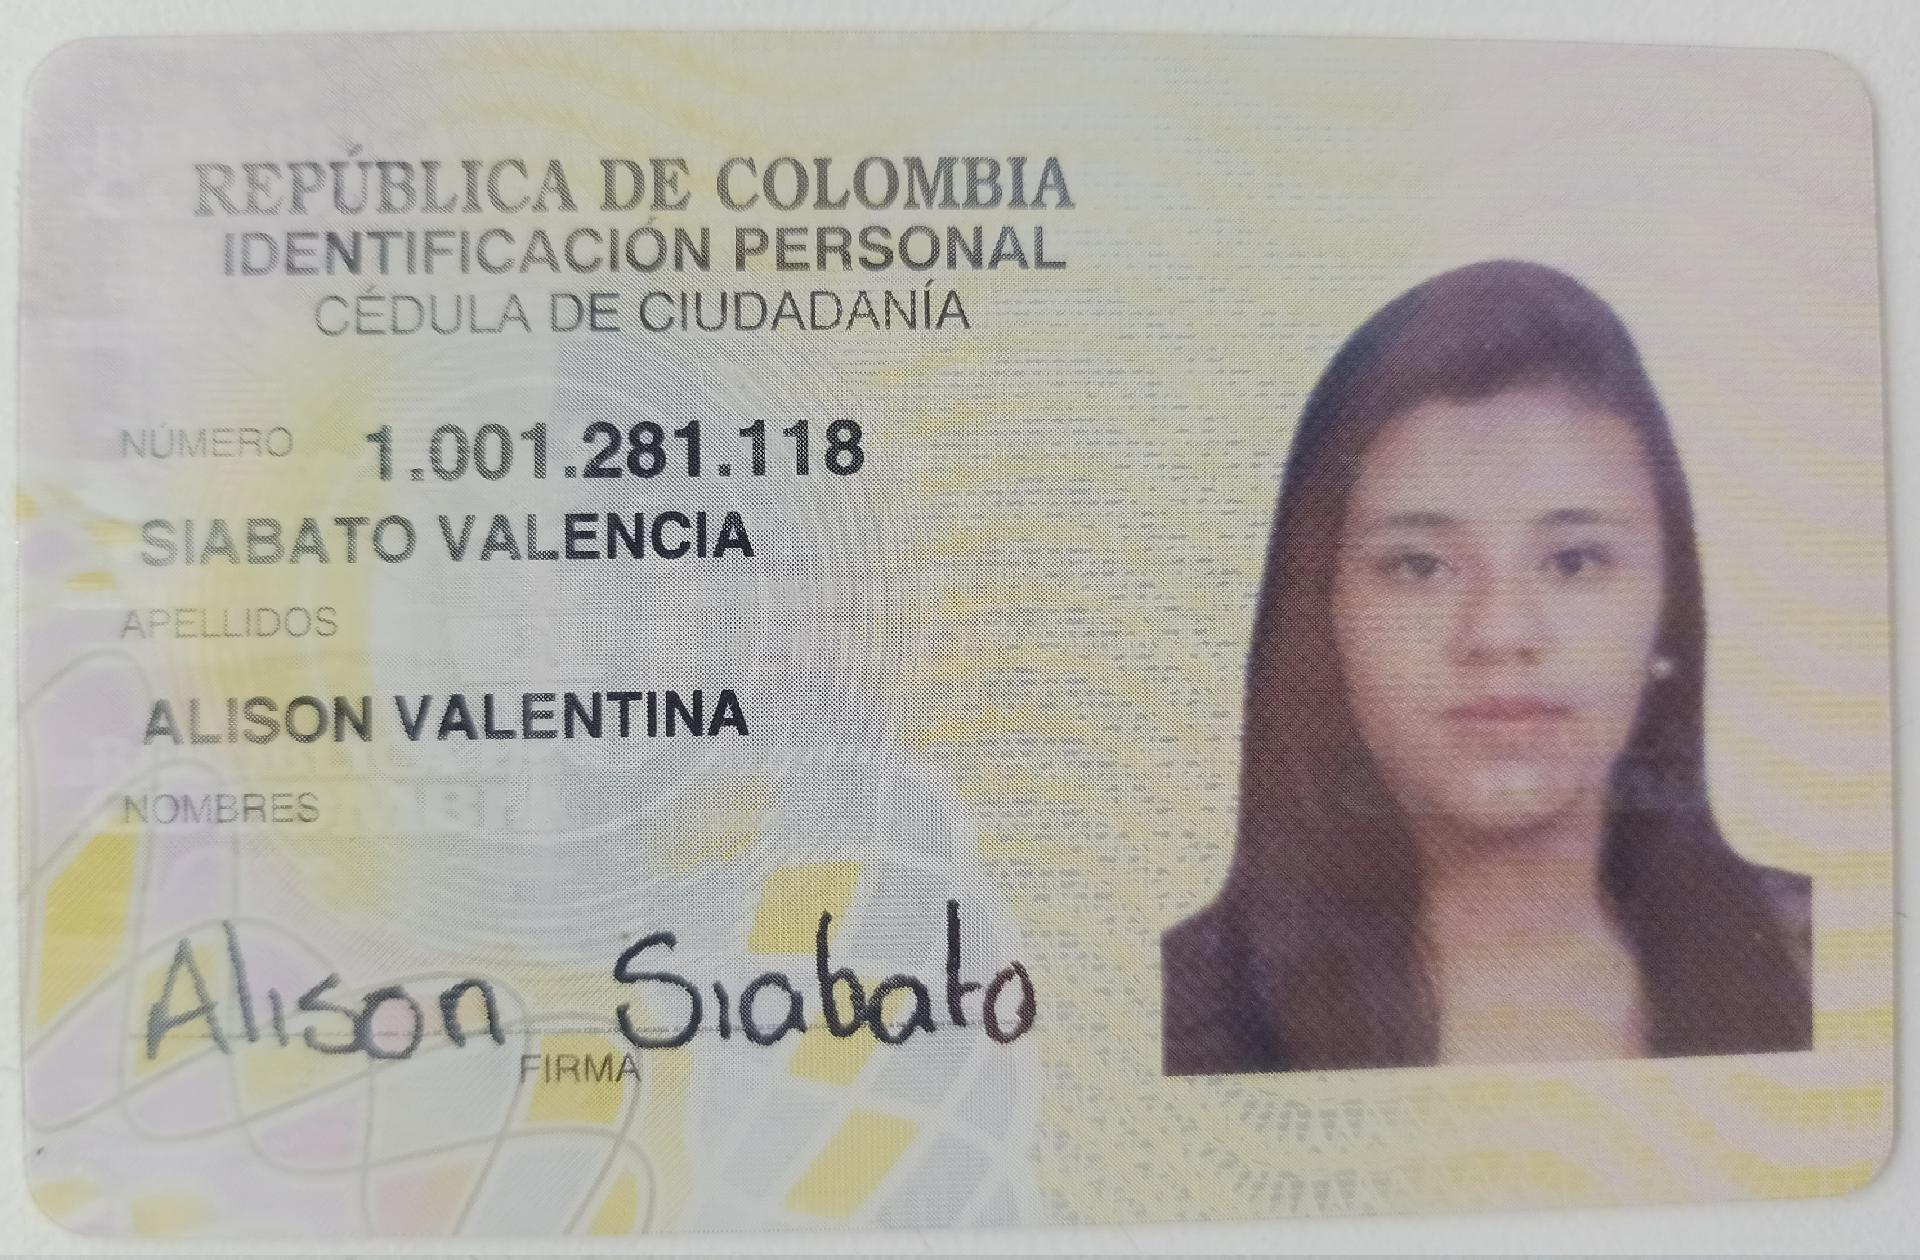 REPÚBLICA DE COLOMBIA
IDENTIFICACIÓN PERSONAL
CÉDULA DE CIUDADANÍA
NÚMERO 1.001.281.118
SIABATO VALENCIA
APELLIDOS
ALISON VALENTINA
NOMBRES
Alison Siabato
FIRMA